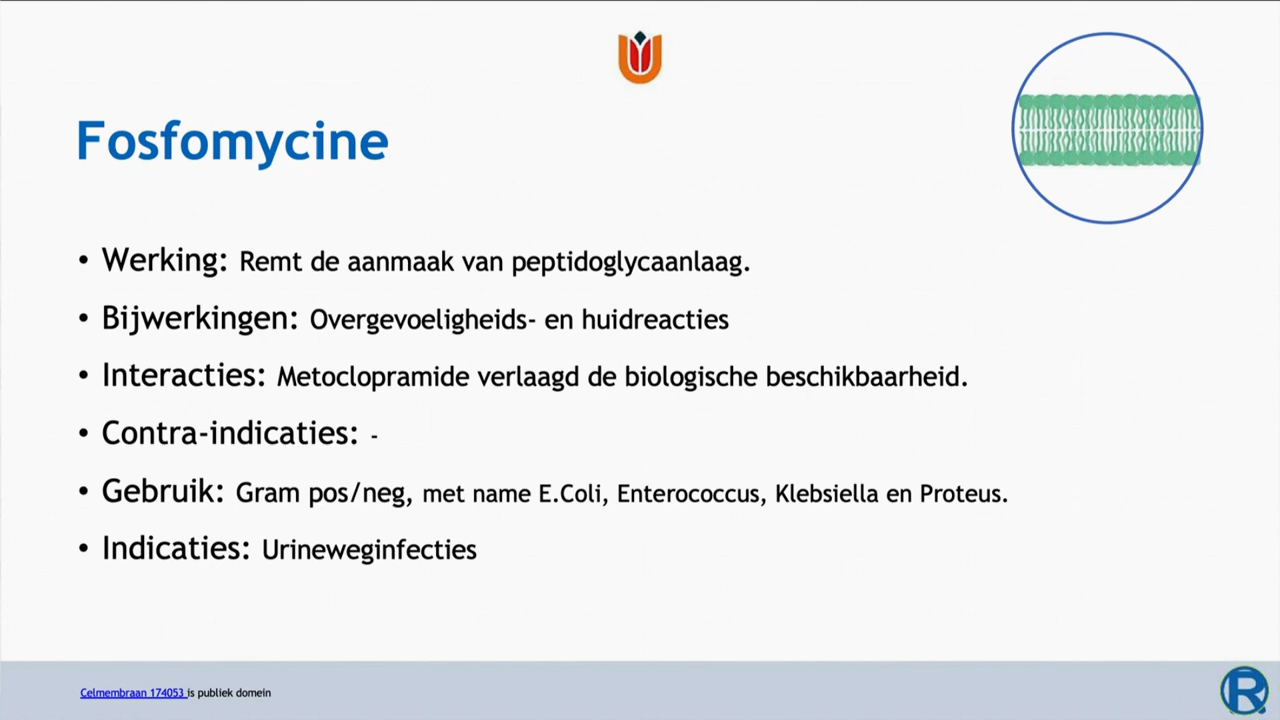 Fosfomycine
• Werking: Remt de aanmaak van peptidoglycaanlaag.
• Bijwerkingen: Overgevoeligheids- en huidreacties
• Interacties: Metoclopramide verlaagd de biologische beschikbaarheid.
• Contra-indicaties: -
• Gebruik: Gram pos/neg, met name E.Coli, Enterococcus, Klebsiella en Proteus.
• Indicaties: Urineweginfecties
Celmembraan 174053 is publiek domein
R